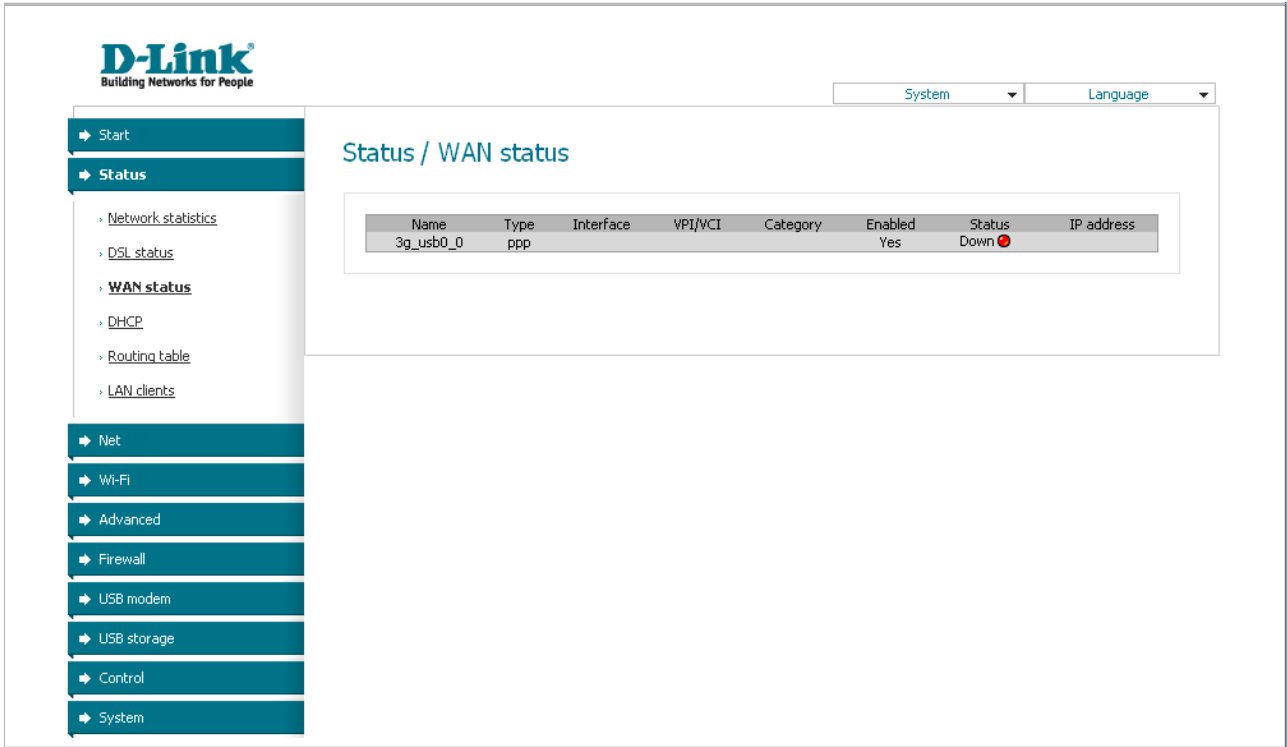 D-Link®
Building Networks for People
System
Language
Start
Status
Network statistics
DSL status
WAN status
DHCP
Routing table
LAN clients
Net
Wi-Fi
Advanced
Firewall
USB modem
USB storage
Control
System
Status / WAN status
Name Type Interface VPI/VCI Category Enabled Status IP address
3g_usb0_0 ppp Yes Down